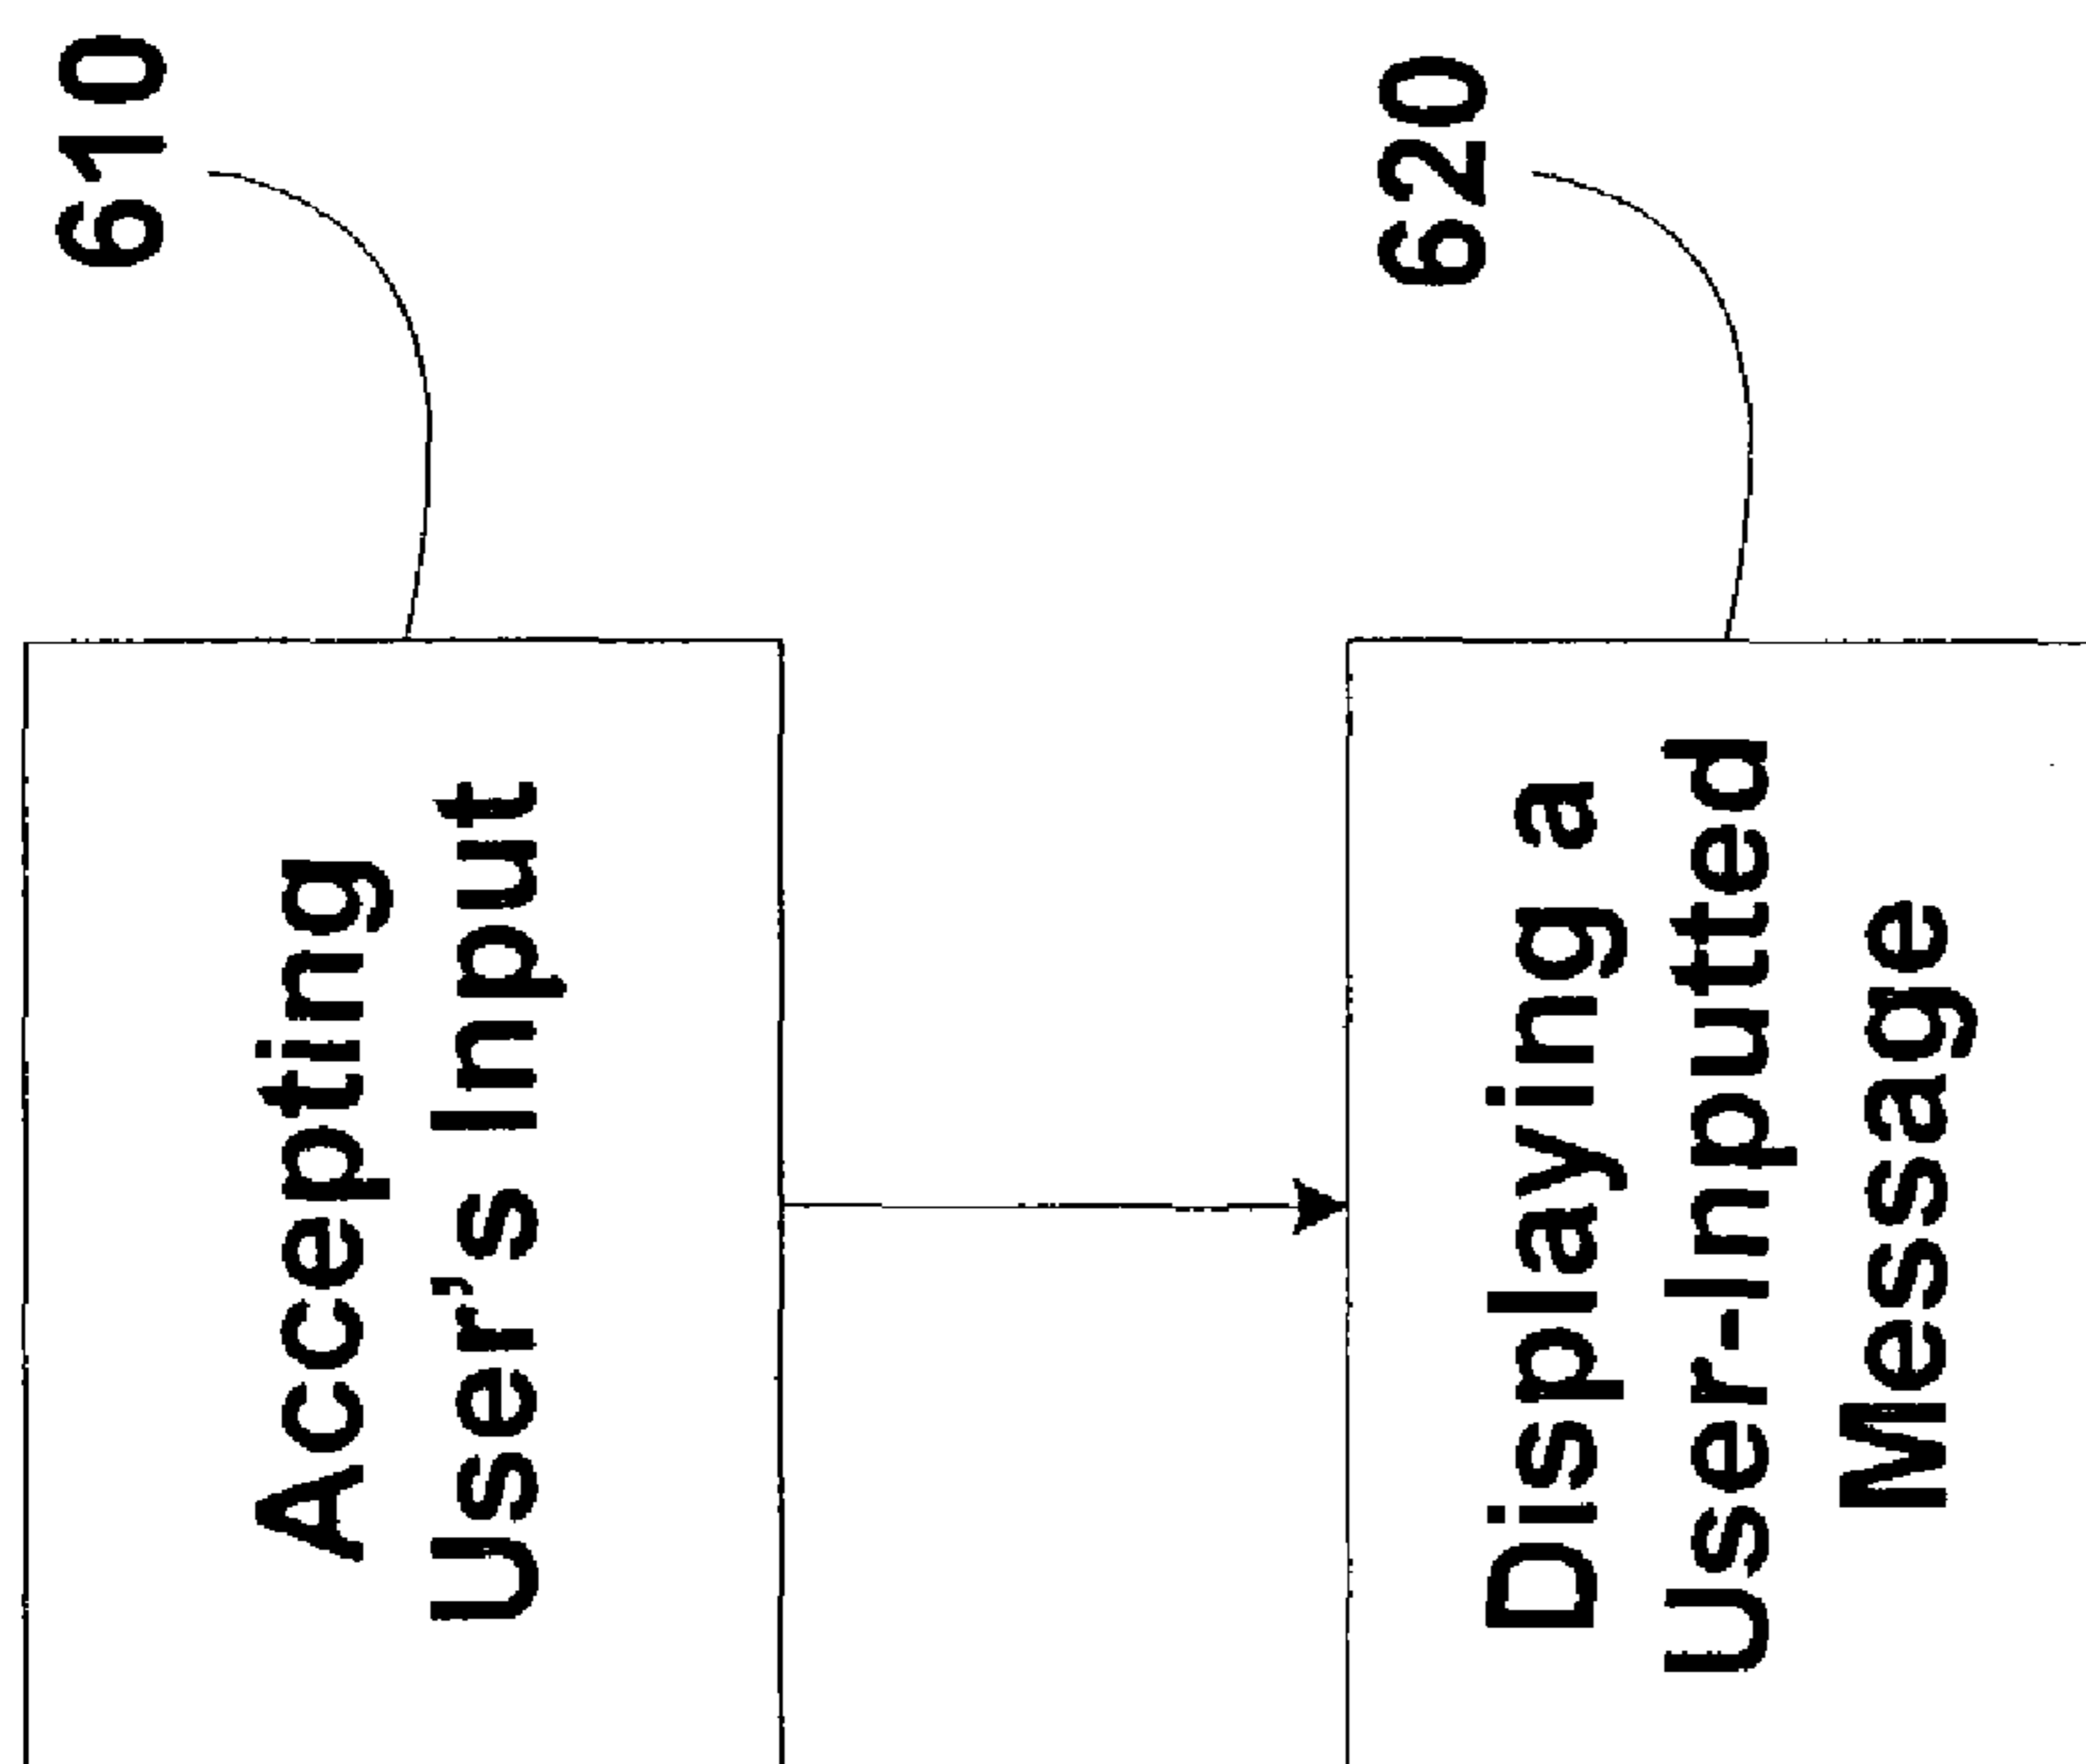 610
Accepting
User's Input
620
Displaying a
User-Inputted
Message